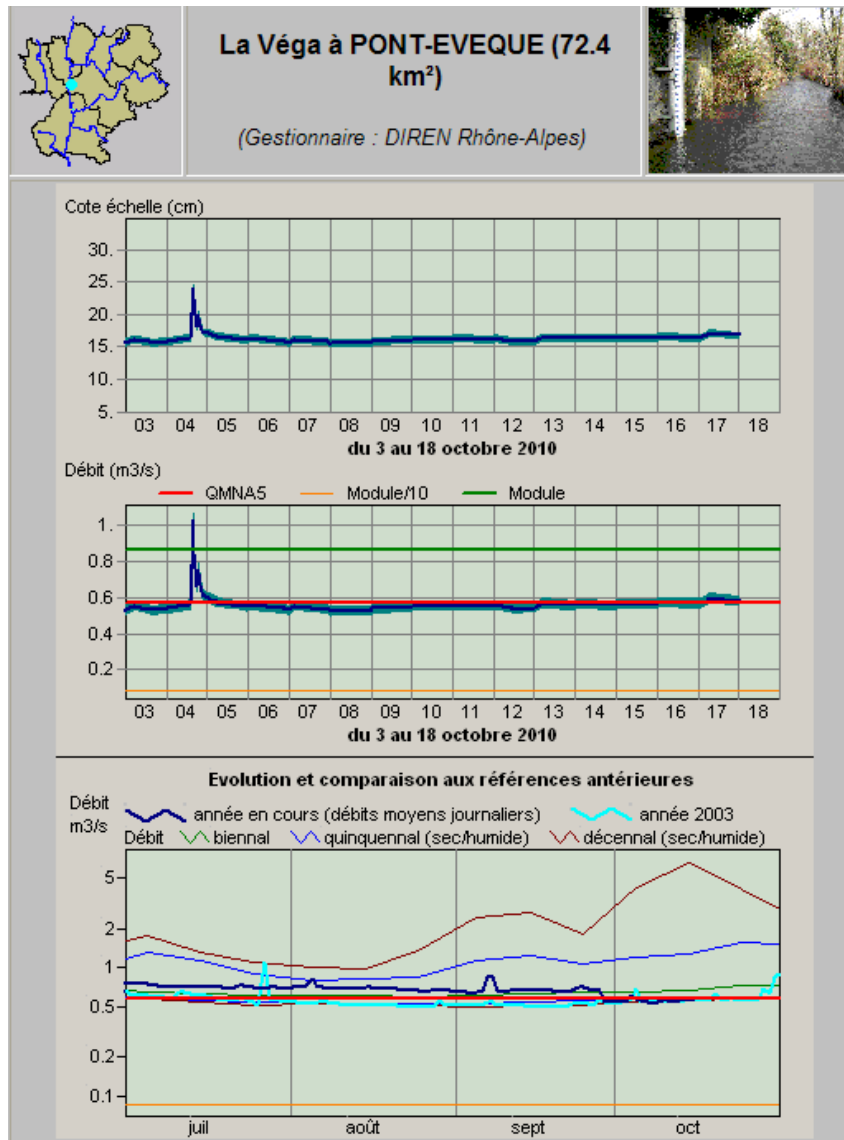 La Véga à PONT-EVEQUE (72.4
km²)
(Gestionnaire : DIREN Rhône-Alpes)
Cote échelle (cm)
30.
25.
20.
15.
10.
5.
03 04 05 06 07 08 09 10 11 12 13 14 15 16 17 18
du 3 au 18 octobre 2010
Débit (m3/s)
QMNA5 Module/10 Module
1.
0.8
0.6
0.4
0.2
03 04 05 06 07 08 09 10 11 12 13 14 15 16 17 18
du 3 au 18 octobre 2010
Evolution et comparaison aux références antérieures
Débit
m3/s
année en cours (débits moyens journaliers) année 2003
Débit biennal quinquennal (sec/humide) décennal (sec/humide)
5
2
1
0.5
0.2
0.1
juil août sept oct